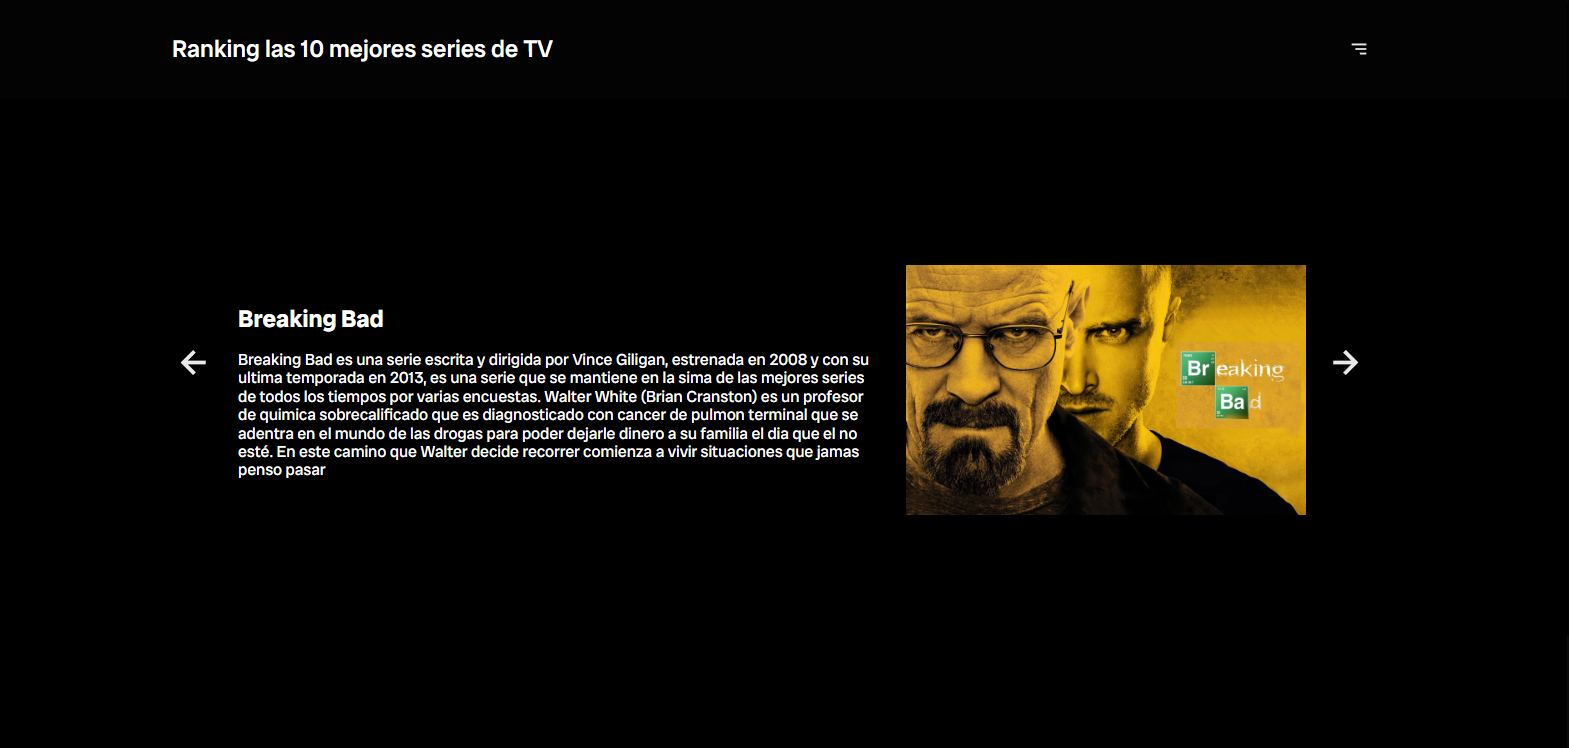 Ranking las 10 mejores series de TV
Breaking Bad
Breaking Bad es una serie escrita y dirigida por Vince Giligan, estrenada en 2008 y con su
ultima temporada en 2013, es una serie que se mantiene en la sima de las mejores series
de todos los tiempos por varias encuestas. Walter White (Brian Cranston) es un profesor
de quimica sobrecalificado que es diagnosticado con cancer de pulmon terminal que se
adentra en el mundo de las drogas para poder dejarle dinero a su familia el dia que el no
esté. En este camino que Walter decide recorrer comienza a vivir situaciones que jamas
penso pasar
Breaking
Bad